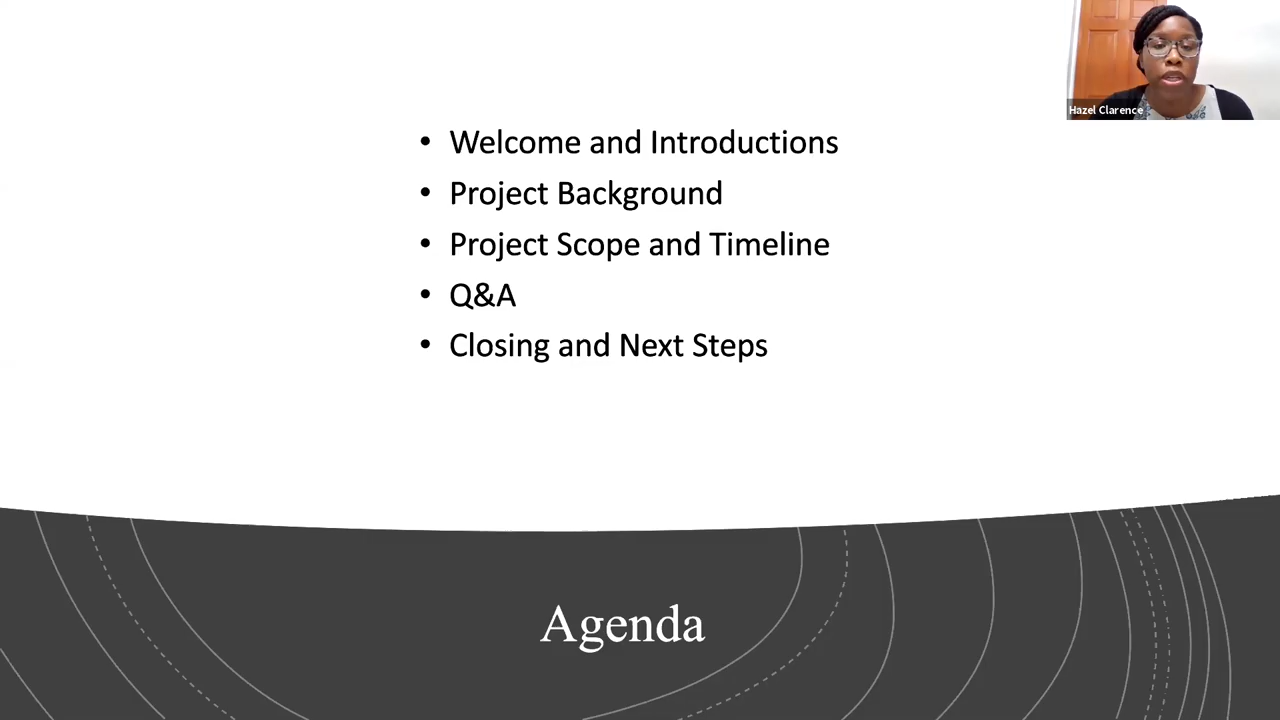 Hazel Clarence
• Welcome and Introductions
• Project Background
• Project Scope and Timeline
• Q&A
• Closing and Next Steps
Agenda